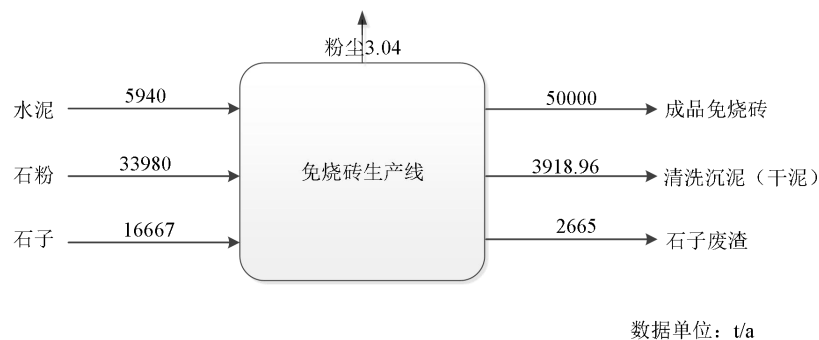 粉尘3.04
水泥 5940 50000 成品免烧砖
石粉 33980 免烧砖生产线 3918.96 清洗沉泥（干泥）
石子 16667 2665 石子废渣
数据单位：t/a